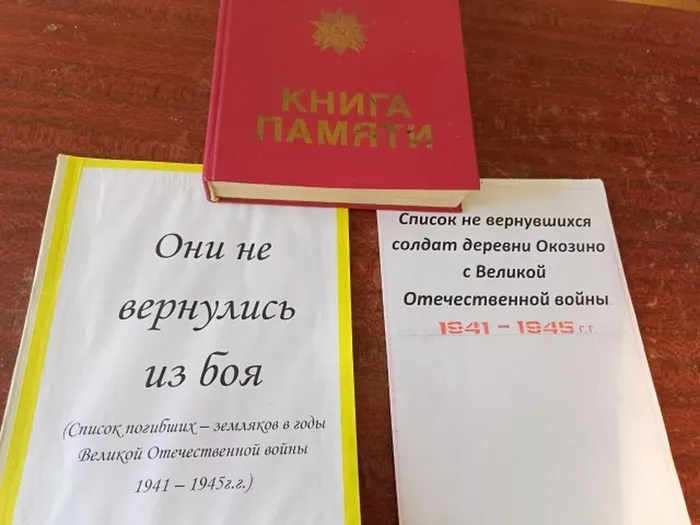 КНИГА
ПАМЯТИ
Они не
вернулись
из боя
(Список погибших – земляков в годы
Великой Отечественной войны
1941 – 1945г.г.)
Список не вернувшихся
солдат деревни Окозино
с Великой
Отечественной войны
1941 – 1945 г.г.